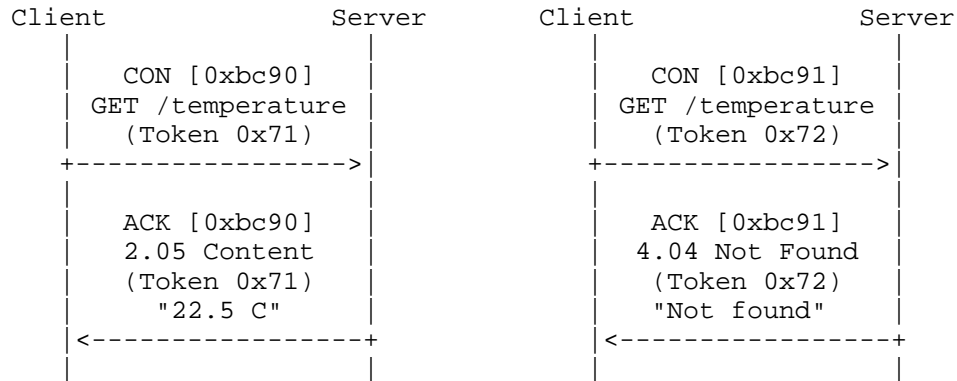 Client Server Client Server
CON [0xbc90] CON [0xbc91]
GET /temperature GET /temperature
(Token 0x71) (Token 0x72)
ACK [0xbc90] ACK [0xbc91]
2.05 Content 4.04 Not Found
(Token 0x71) (Token 0x72)
"22.5 C" "Not found"